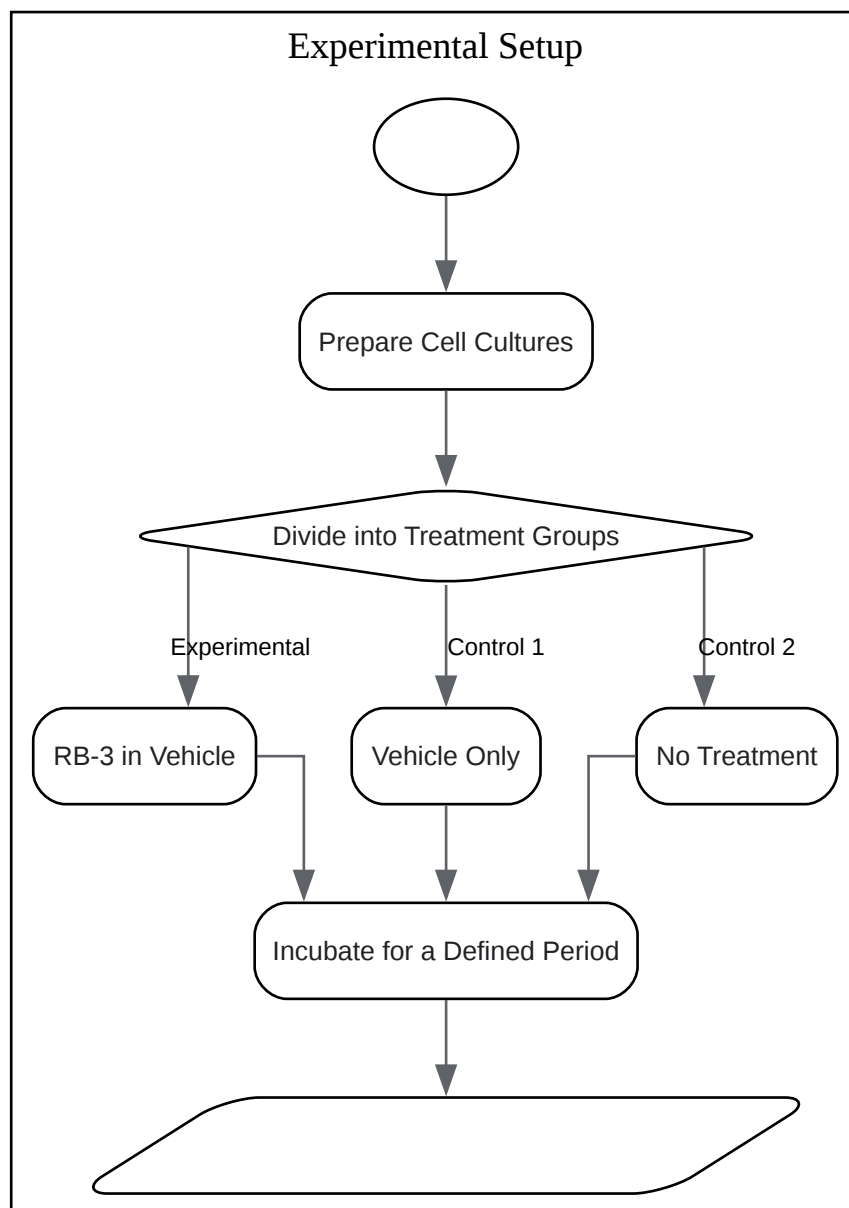 Experimental Setup
Prepare Cell Cultures
Divide into Treatment Groups
Experimental
Control 1
Control 2
RB-3 in Vehicle
Vehicle Only
No Treatment
Incubate for a Defined Period